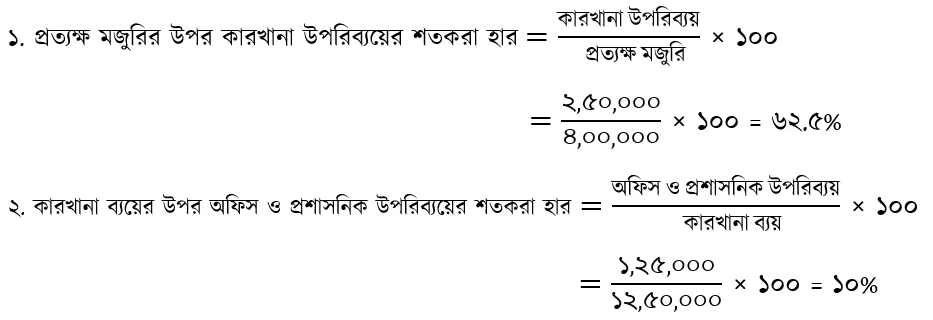 ১. প্রত্যক্ষ মজুরির উপর কারখানা উপরিব্যয়ের শতকরা হার = কারখানা উপরিব্যয় / প্রত্যক্ষ মজুরি × ১০০
= ২,৫০,০০০ / ৪,০০,০০০ × ১০০ = ৬২.৫%
২. কারখানা ব্যয়ের উপর অফিস ও প্রশাসনিক উপরিব্যয়ের শতকরা হার = অফিস ও প্রশাসনিক উপরিব্যয় / কারখানা ব্যয় × ১০০
= ১,২৫,০০০ / ১২,৫০,০০০ × ১০০ = ১০%